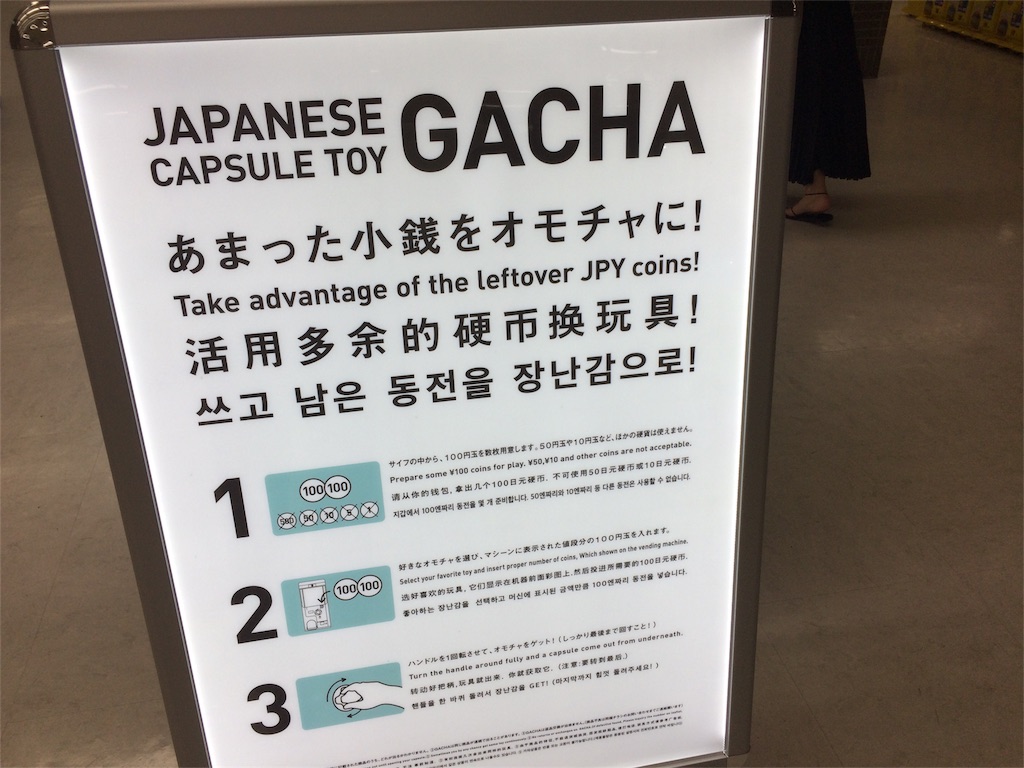 JAPANESE
CAPSULE TOY
GACHA
あまった小銭をオモチャに!
Take advantage of the leftover JPY coins!
活用多余的硬币换玩具!
쓰고 남은 동전을 장난감으로!
1
100 100
500 50 10 5 1
サイフの中から、100円玉を数枚用意します。50円玉や10円玉など、ほかの硬貨は使えません。
Prepare some ¥100 coins for play. ¥50,¥10 and other coins are not acceptable.
请从你的钱包,拿出几个100日元硬币. 不可使用50日元硬币或10日元硬币.
지갑에서 100엔짜리 동전을 몇 개 준비합니다. 50엔짜리와 10엔짜리 등 다른 동전은 사용할 수 없습니다.
2
100 100
好きなオモチャを選び、マシーンに表示された値段分の100円玉を入れます。
Select your favorite toy and insert proper number of coins, Which shown on the vending machine.
选好喜欢的玩具, 它们显示在机器前面彩图上.然后投进所需要的100日元硬币.
좋아하는 장난감을 선택하고 머신에 표시된 금액만큼 100엔짜리 동전을 넣습니다.
3
ハンドルを1回転させて、オモチャをゲット!(しっかり最後まで回すこと!)
Turn the handle around fully and a capsule come out from underneath.
转动好把柄,玩具就出来. 你就获取它. (注意:要转到最后.)
핸들을 한 바퀴 돌려서 장난감을 GET! (마지막까지 힘껏 돌려주세요!)